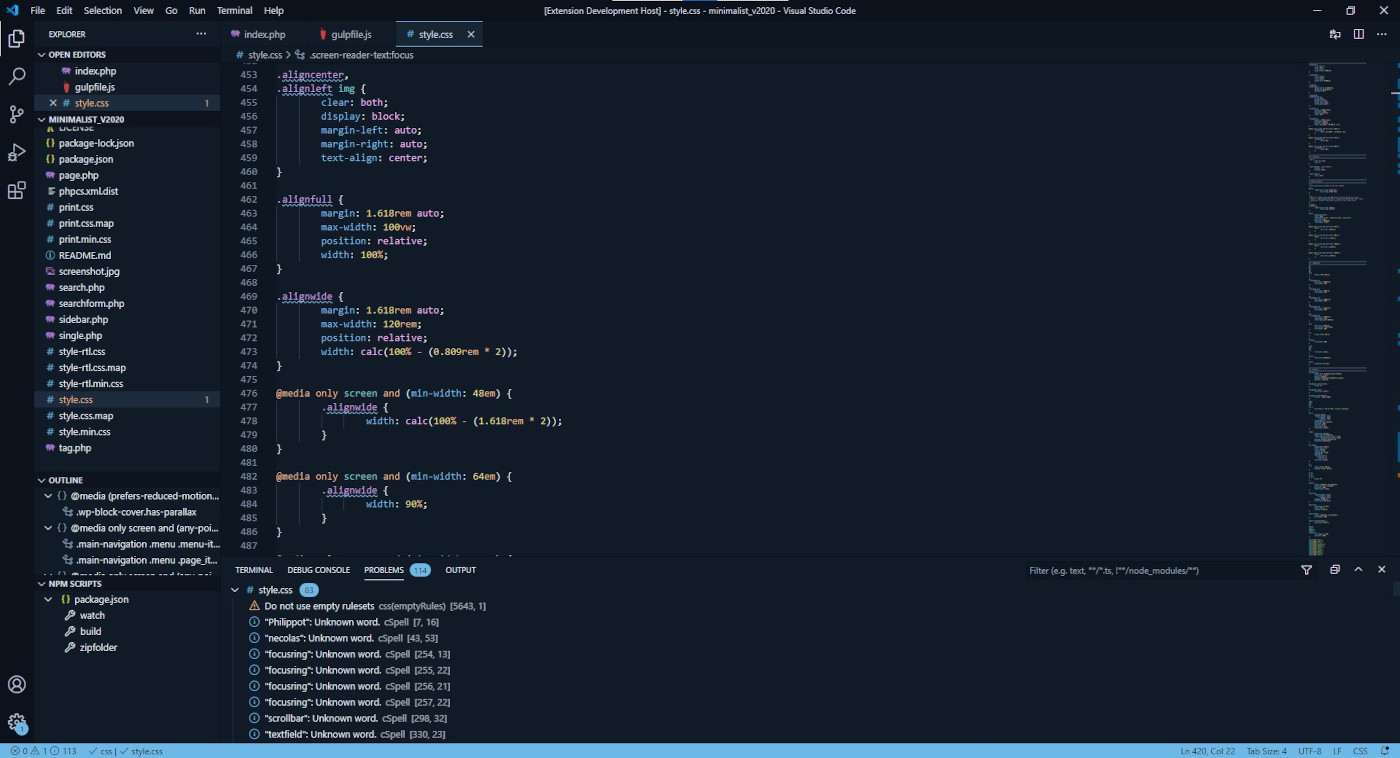 File Edit Selection View Go Run Terminal Help
[Extension Development Host] - style.css - minimalist_v2020 - Visual Studio Code
EXPLORER
OPEN EDITORS
index.php
gulpfile.js
style.css 1
MINIMALIST_V2020
LICENSE
package-lock.json
package.json
page.php
phpcs.xml.dist
print.css
print.css.map
print.min.css
README.md
screenshot.jpg
search.php
searchform.php
sidebar.php
single.php
style-rtl.css
style-rtl.css.map
style-rtl.min.css
style.css 1
style.css.map
style.min.css
tag.php
OUTLINE
@media (prefers-reduced-motion...
.wp-block-cover.has-parallax
@media only screen and (any-poi...
.main-navigation .menu .menu-it...
.main-navigation .menu .page_it...
NPM SCRIPTS
package.json
watch
build
zipfolder
index.php gulpfile.js style.css
style.css .screen-reader-text:focus
453 .aligncenter,
454 .alignleft img {
455 clear: both;
456 display: block;
457 margin-left: auto;
458 margin-right: auto;
459 text-align: center;
460 }
461
462 .alignfull {
463 margin: 1.618rem auto;
464 max-width: 100vw;
465 position: relative;
466 width: 100%;
467 }
468
469 .alignwide {
470 margin: 1.618rem auto;
471 max-width: 120rem;
472 position: relative;
473 width: calc(100% - (0.809rem * 2));
474 }
475
476 @media only screen and (min-width: 48em) {
477 .alignwide {
478 width: calc(100% - (1.618rem * 2));
479 }
480 }
481
482 @media only screen and (min-width: 64em) {
483 .alignwide {
484 width: 90%;
485 }
486 }
487
TERMINAL DEBUG CONSOLE PROBLEMS 114 OUTPUT
Filter (e.g. text, **/*.ts, !**/node_modules/**)
style.css 83
Do not use empty rulesets css(emptyRules) [5643, 1]
"Philippot": Unknown word. cSpell [7, 16]
"necolas": Unknown word. cSpell [43, 53]
"focusring": Unknown word. cSpell [254, 13]
"focusring": Unknown word. cSpell [255, 22]
"focusring": Unknown word. cSpell [256, 21]
"focusring": Unknown word. cSpell [257, 22]
"scrollbar": Unknown word. cSpell [298, 32]
"textfield": Unknown word. cSpell [330, 23]
1
0 1 113 css | style.css
Ln 420, Col 22 Tab Size: 4 UTF-8 LF CSS